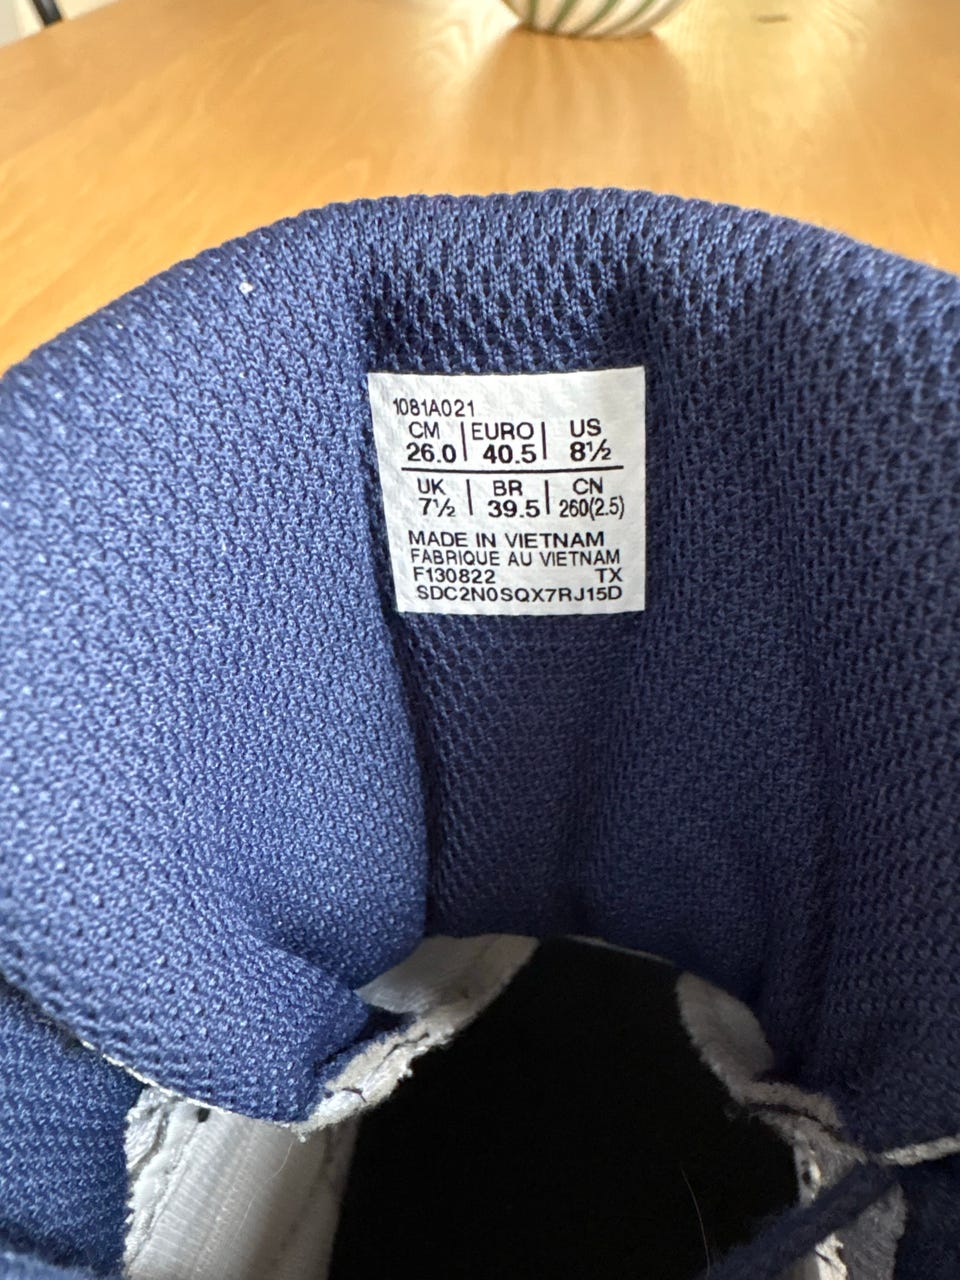 1081A021
CM | EURO | US
26.0 | 40.5 | 8½
UK | BR | CN
7½ | 39.5 | 260(2.5)
MADE IN VIETNAM
FABRIQUE AU VIETNAM
F130822 TX
SDC2N0SQX7RJ15D